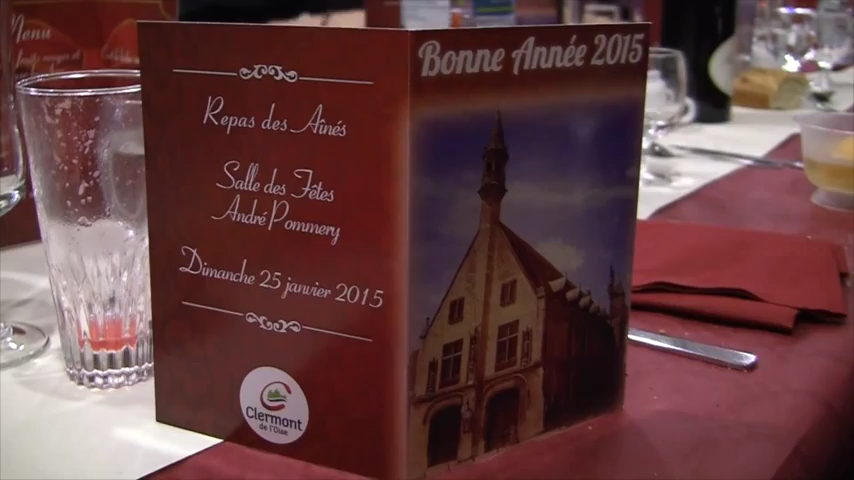 Menu
Repas des Aînés
Salle des Fêtes
André Pommery
Dimanche 25 janvier 2015
Clermont
de l'Oise
Bonne Année 2015